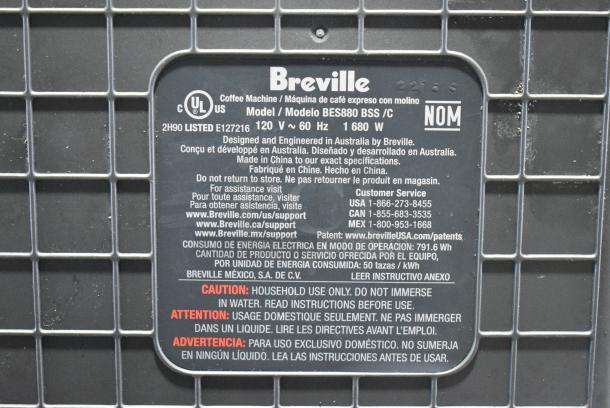 Breville
2215 S
Coffee Machine / Máquina de café expreso con molino
Model / Modelo BES880 BSS /C
c UL US
NOM
2H90 LISTED E127216 120 V ~ 60 Hz 1 680 W
Designed and Engineered in Australia by Breville.
Conçu et développé en Australia. Diseñado y desarrollado en Australia.
Made in China to our exact specifications.
Fabriqué en Chine. Hecho en China.
Do not return to store. Ne pas retourner le produit en magasin.
For assistance visit
Pour toute assistance, visiter
Para obtener asistencia, visite
www.Breville.com/us/support
www.Breville.ca/support
www.Breville.mx/support
Customer Service
USA 1-866-273-8455
CAN 1-855-683-3535
MEX 1-800-953-1668
Patent: www.brevilleUSA.com/patents
CONSUMO DE ENERGIA ELECTRICA EN MODO DE OPERACION: 791.6 Wh
CANTIDAD DE PRODUCTO O SERVICIO OFRECIDA POR EL EQUIPO,
POR UNIDAD DE ENERGIA CONSUMIDA: 50 tazas / kWh
BREVILLE MÉXICO, S.A. DE C.V. LEER INSTRUCTIVO ANEXO
CAUTION: HOUSEHOLD USE ONLY. DO NOT IMMERSE
IN WATER. READ INSTRUCTIONS BEFORE USE.
ATTENTION: USAGE DOMESTIQUE SEULEMENT. NE PAS IMMERGER
DANS UN LIQUIDE. LIRE LES DIRECTIVES AVANT L'EMPLOI.
ADVERTENCIA: PARA USO EXCLUSIVO DOMÉSTICO. NO SUMERJA
EN NINGÚN LÍQUIDO. LEA LAS INSTRUCCIONES ANTES DE USAR.